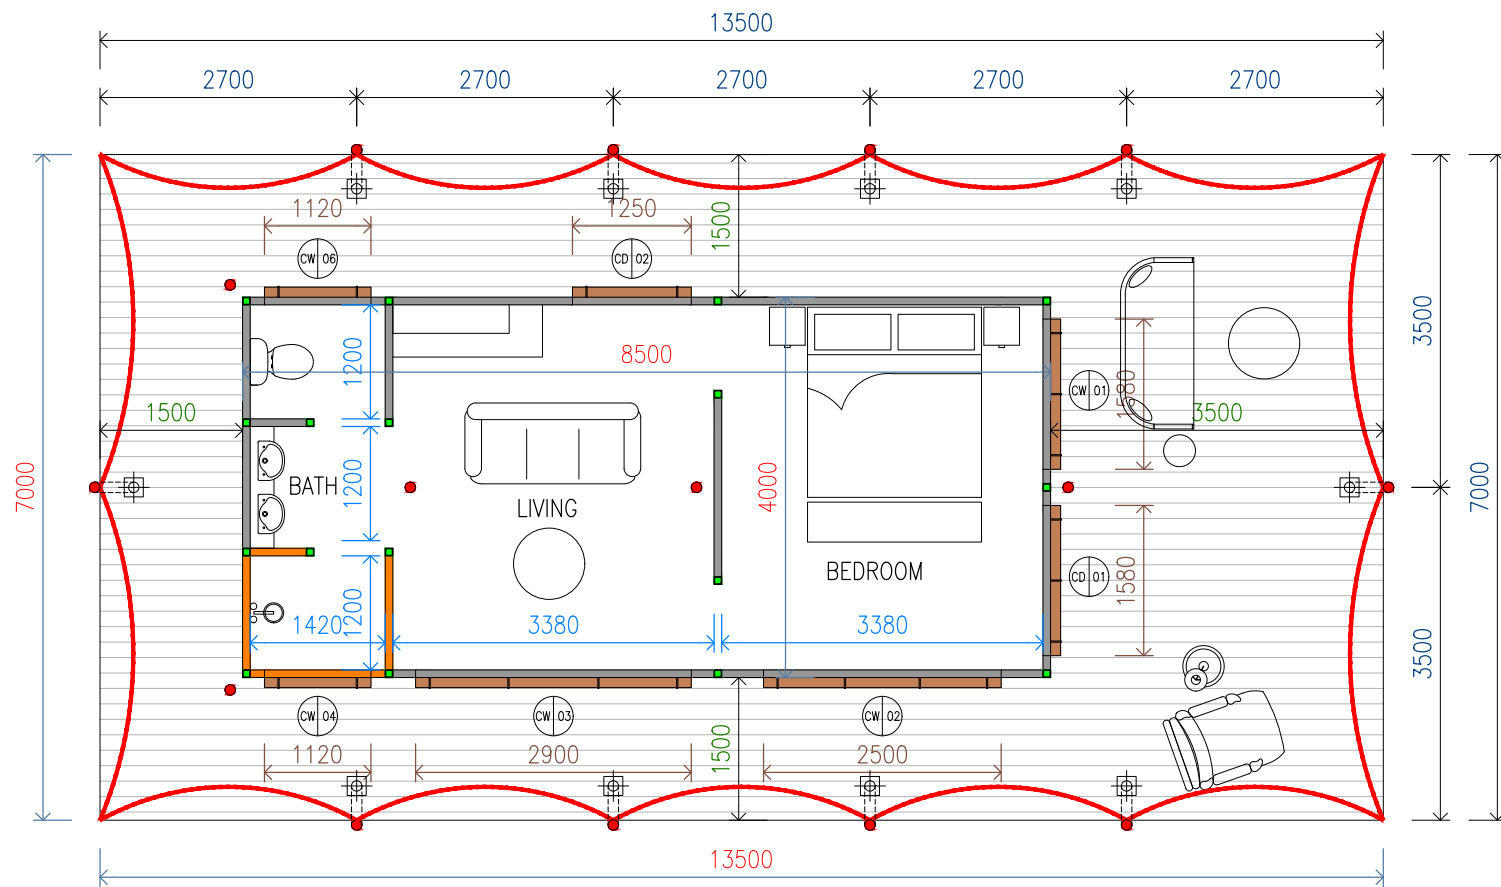 13500
2700 2700 2700 2700 2700
1120 1250 1500
CW 06 CD 02
3500
1200 8500
1580
CW 01
1500 3500
7000 1200 BATH 4000 7000
LIVING
BEDROOM
CD 01 1580
1200
1420 3380 3380
3500
CW 04 CW 03 CW 02
1120 2900 1500 2500
13500